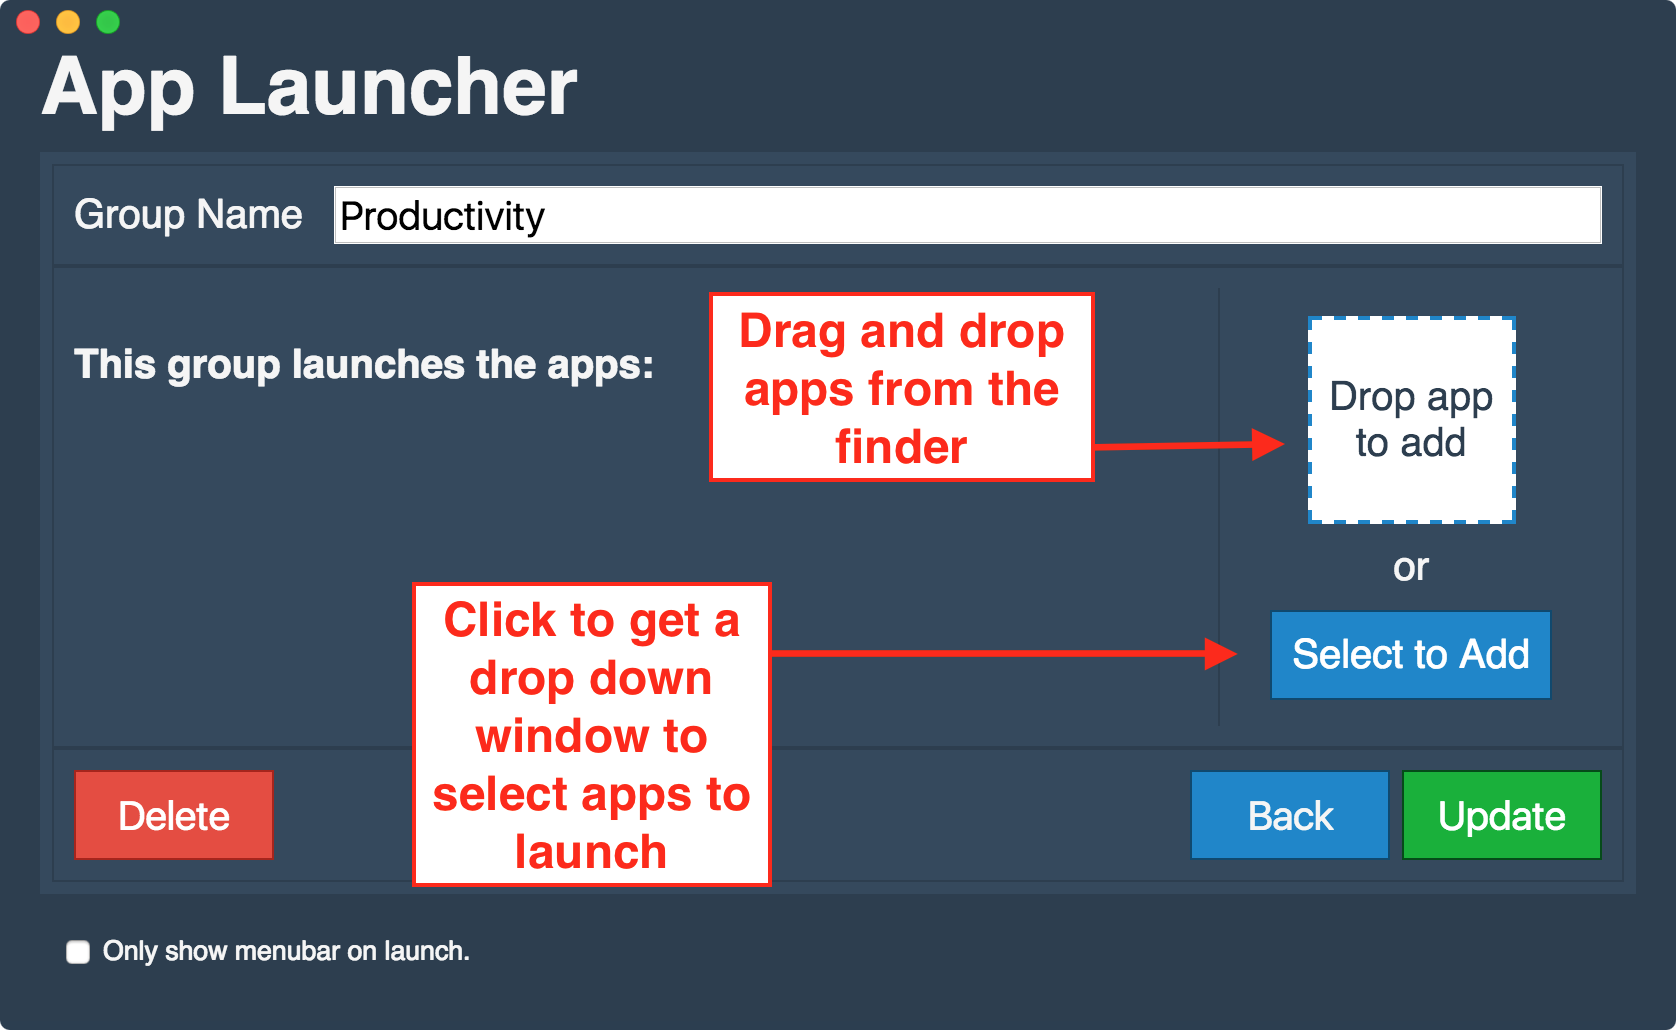 App Launcher
Group Name
Productivity
This group launches the apps:
Drag and drop
apps from the
finder
Drop app
to add
or
Select to Add
Click to get a
drop down
window to
select apps to
launch
Delete
Back
Update
Only show menubar on launch.